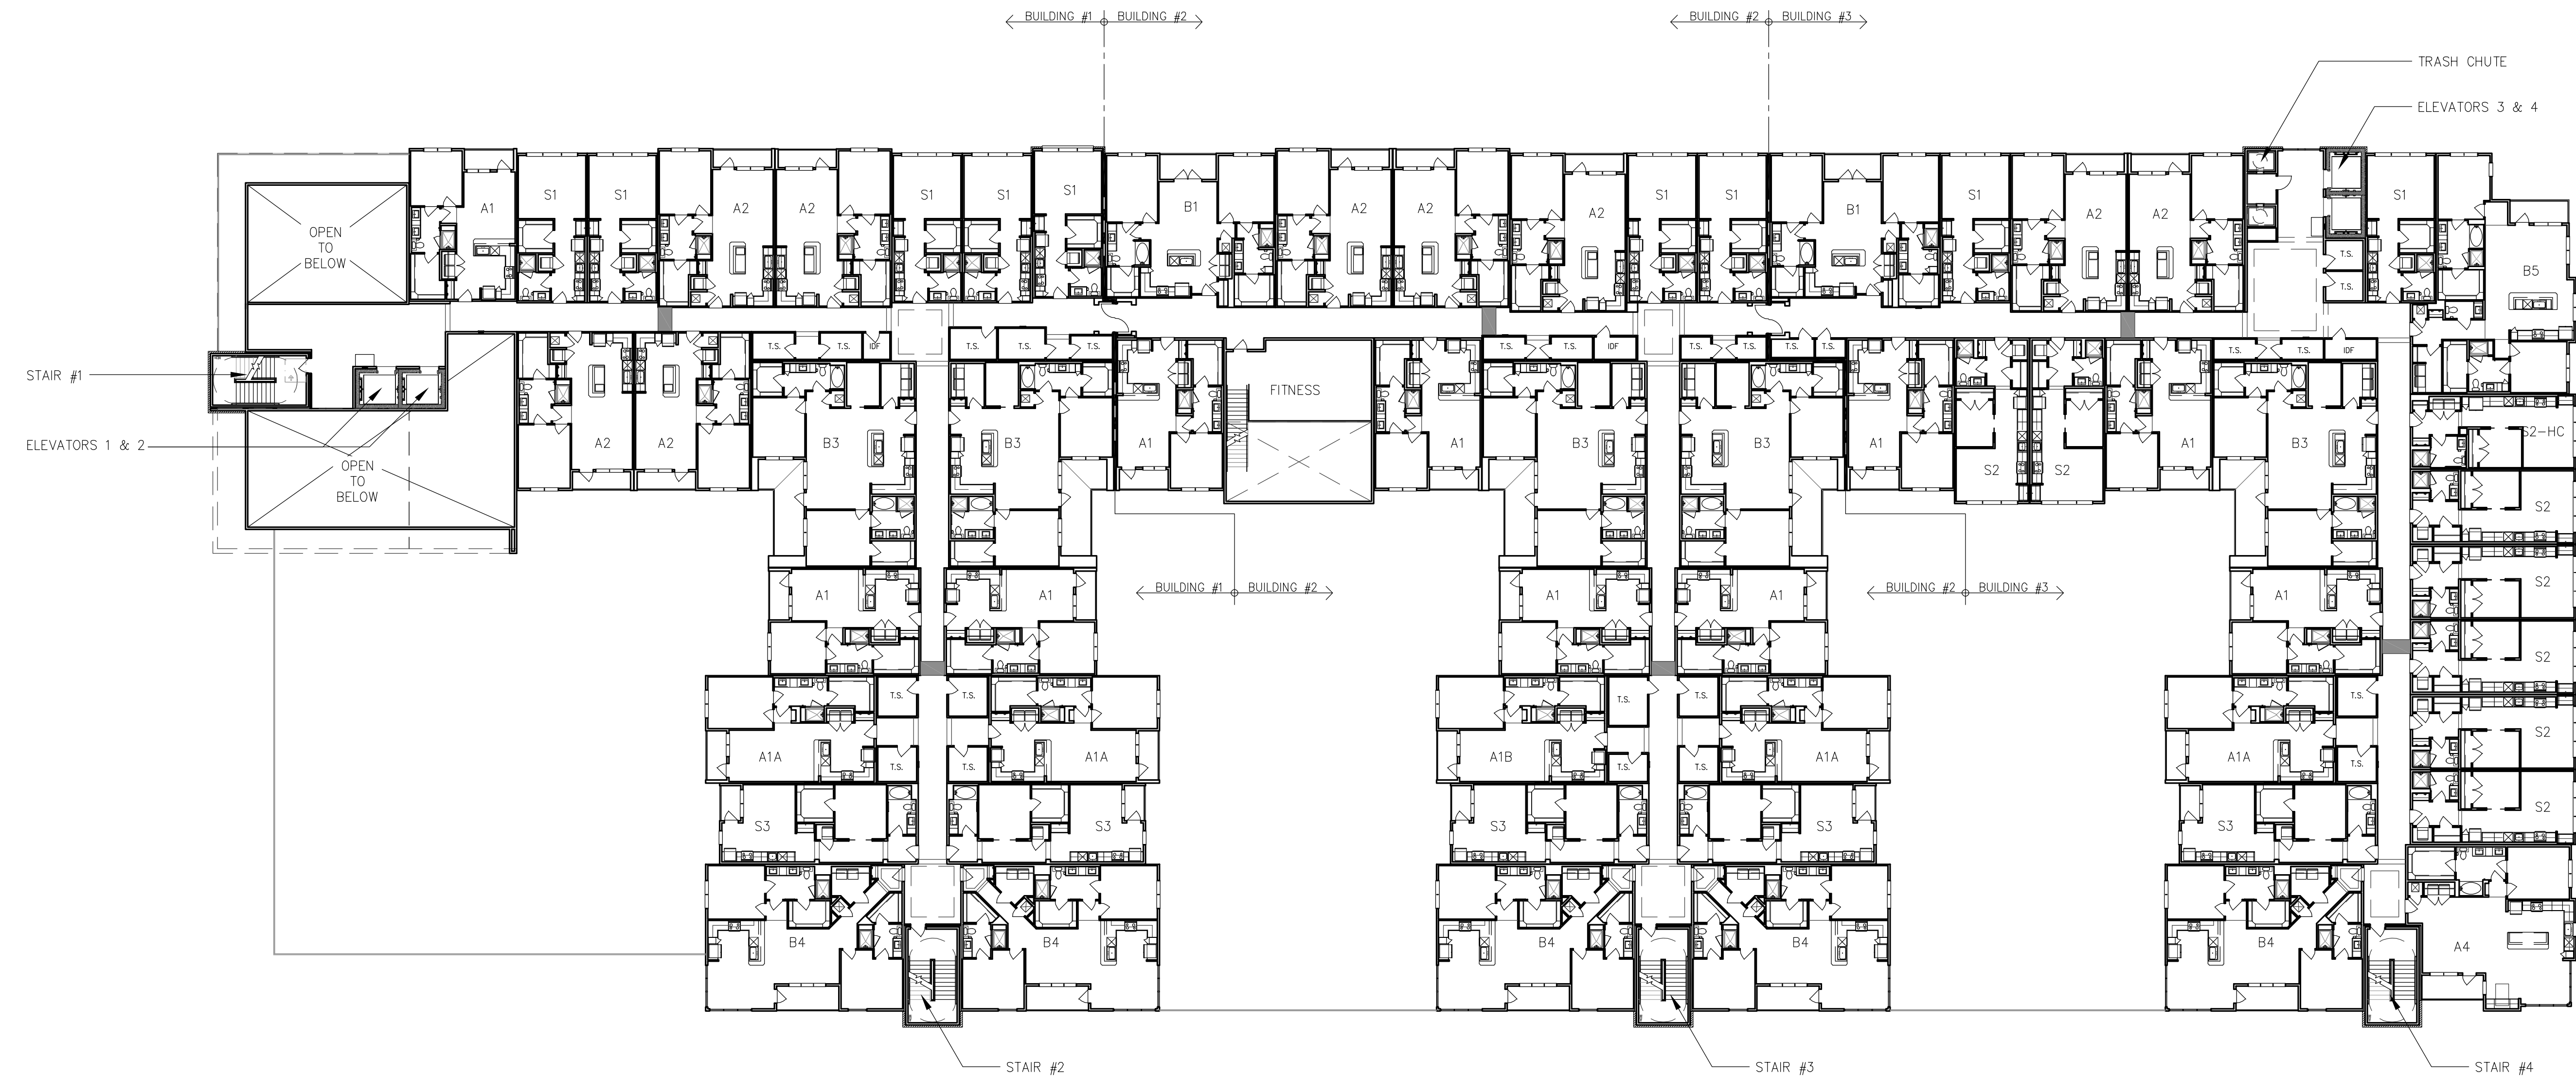 BUILDING #1 BUILDING #2
BUILDING #2 BUILDING #3
TRASH CHUTE
ELEVATORS 3 & 4
A1
S1
S1
A2
A2
S1
S1
S1
B1
A2
A2
A2
S1
S1
B1
S1
A2
A2
S1
OPEN
TO
BELOW
T.S.
T.S.
B5
T.S.
T.S.
IDF
T.S.
T.S.
T.S.
T.S.
T.S.
IDF
T.S.
T.S.
T.S.
T.S.
T.S.
T.S.
IDF
STAIR #1
FITNESS
ELEVATORS 1 & 2
A2
A2
B3
B3
A1
A1
B3
B3
A1
S2
S2
A1
B3
S2-HC
OPEN
TO
BELOW
S2
BUILDING #1 BUILDING #2
BUILDING #2 BUILDING #3
A1
A1
A1
A1
A1
S2
S2
T.S.
T.S.
T.S.
T.S.
T.S.
A1A
T.S.
T.S.
A1A
A1B
T.S.
T.S.
A1A
A1A
T.S.
S2
S3
S3
S3
S3
S3
S2
B4
B4
B4
B4
B4
A4
STAIR #2
STAIR #3
STAIR #4